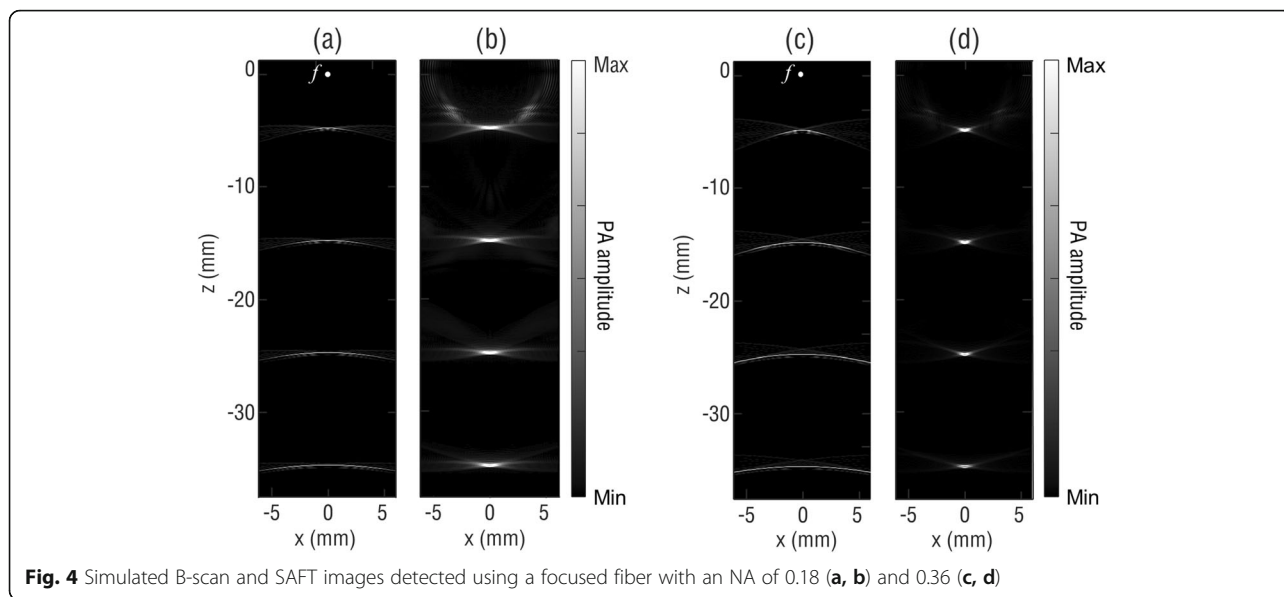 (a) (b) (c) (d)
f f
0
-10
-20
-30
z (mm)
-5 0 5
x (mm)
-5 0 5
x (mm)
Max
PA amplitude
Min
0
-10
-20
-30
z (mm)
-5 0 5
x (mm)
-5 0 5
x (mm)
Max
PA amplitude
Min
Fig. 4 Simulated B-scan and SAFT images detected using a focused fiber with an NA of 0.18 (a, b) and 0.36 (c, d)